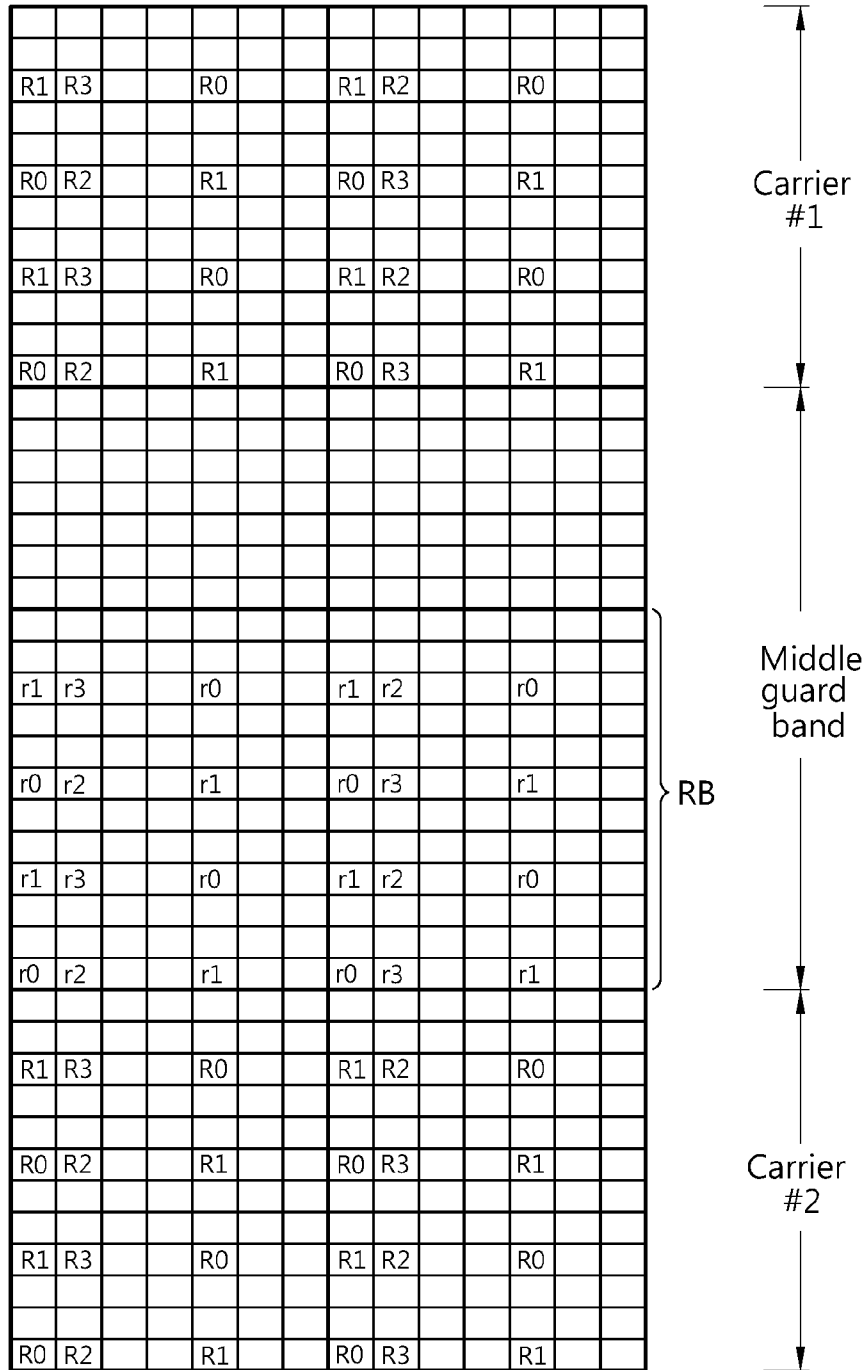 R1 R3 R0 R1 R2 R0
R0 R2 R1 R0 R3 R1
Carrier
#1
R1 R3 R0 R1 R2 R0
R0 R2 R1 R0 R3 R1
r1 r3 r0 r1 r2 r0
Middle
guard
band
r0 r2 r1 r0 r3 r1
RB
r1 r3 r0 r1 r2 r0
r0 r2 r1 r0 r3 r1
R1 R3 R0 R1 R2 R0
R0 R2 R1 R0 R3 R1
Carrier
#2
R1 R3 R0 R1 R2 R0
R0 R2 R1 R0 R3 R1